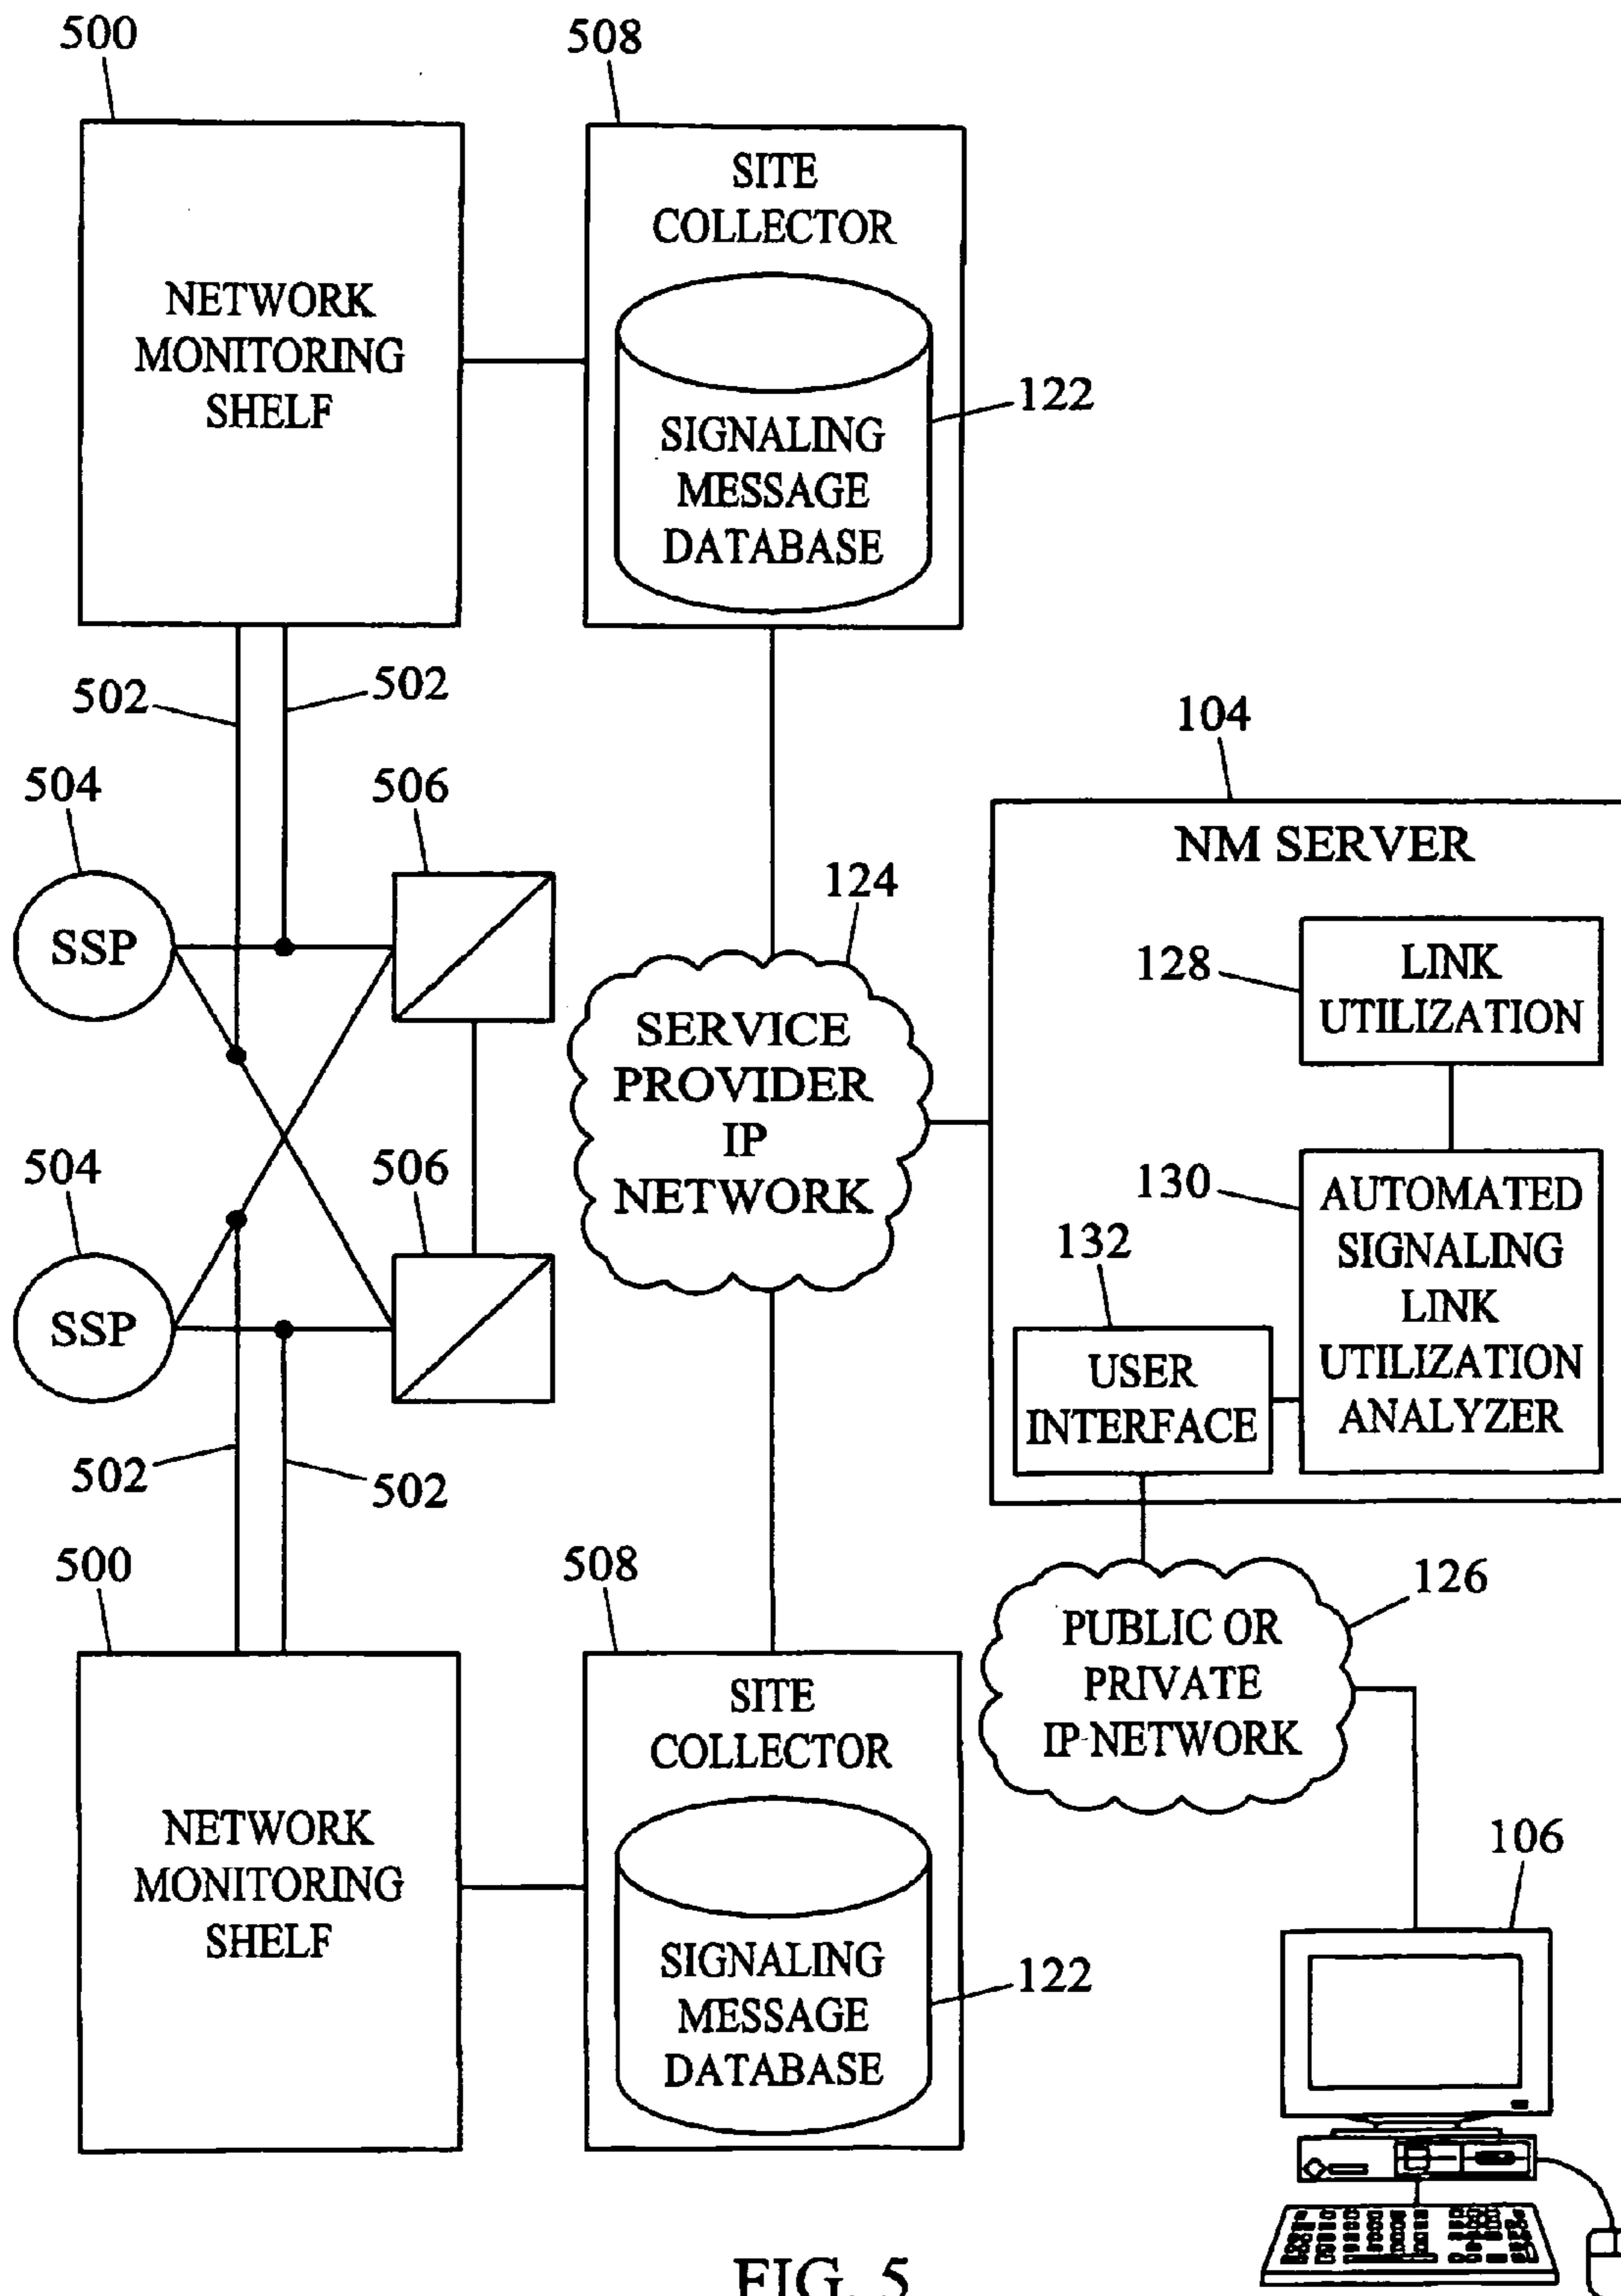 500
508
NETWORK
MONITORING
SHELF
SITE
COLLECTOR
SIGNALING
MESSAGE
DATABASE
122
502
502
504
506
SSP
504
506
SSP
502
502
124
SERVICE
PROVIDER
IP
NETWORK
104
NM SERVER
128
LINK
UTILIZATION
130
AUTOMATED
SIGNALING
LINK
UTILIZATION
ANALYZER
132
USER
INTERFACE
500
508
NETWORK
MONITORING
SHELF
SITE
COLLECTOR
SIGNALING
MESSAGE
DATABASE
122
126
PUBLIC OR
PRIVATE
IP NETWORK
106
FIG. 5